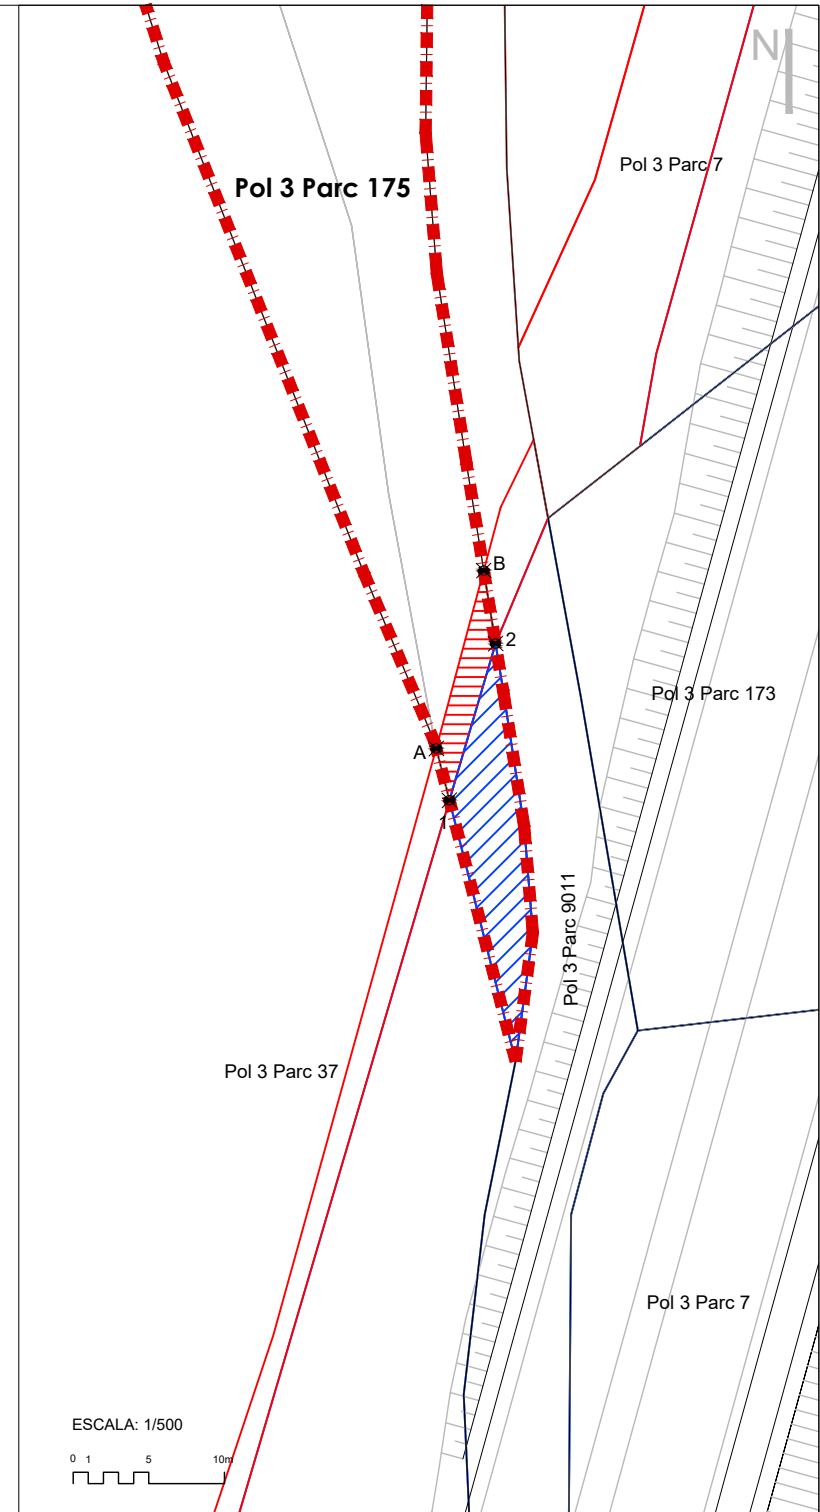 N
Pol 3 Parc 7
Pol 3 Parc 175
B
2
Pol 3 Parc 173
A
1
Pol 3 Parc 9011
Pol 3 Parc 37
Pol 3 Parc 7
ESCALA: 1/500
0 1 5 10m